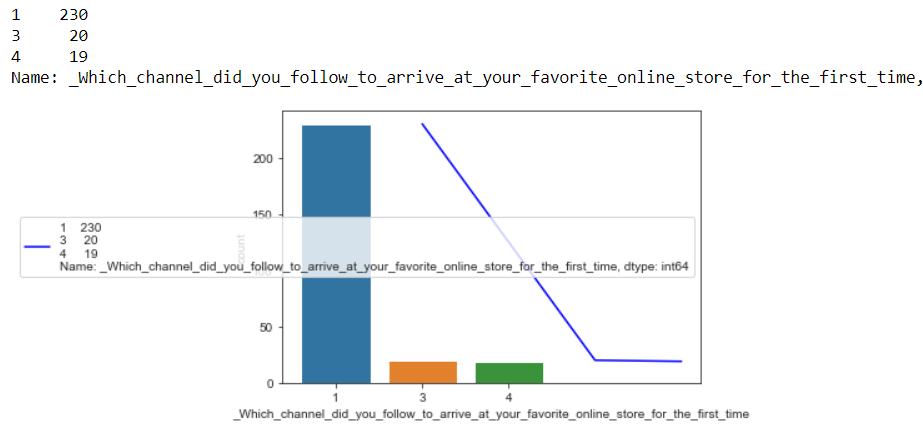 1 230
3 20
4 19
Name: _Which_channel_did_you_follow_to_arrive_at_your_favorite_online_store_for_the_first_time,
200
150
1 230
3 20
4 19
Name: _Which_channel_did_you_follow_to_arrive_at_your_favorite_online_store_for_the_first_time, dtype: int64
count
100
50
0
1 3 4
_Which_channel_did_you_follow_to_arrive_at_your_favorite_online_store_for_the_first_time